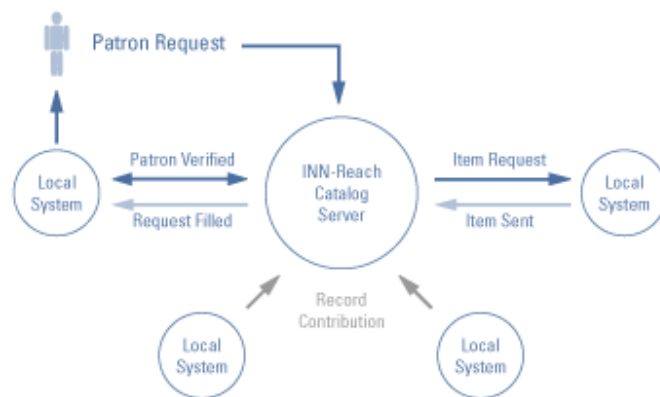 Patron Request
Patron Verified
INN-Reach
Catalog
Server
Item Request
Local
System
Local
System
Request Filled
Item Sent
Record
Contribution
Local
System
Local
System